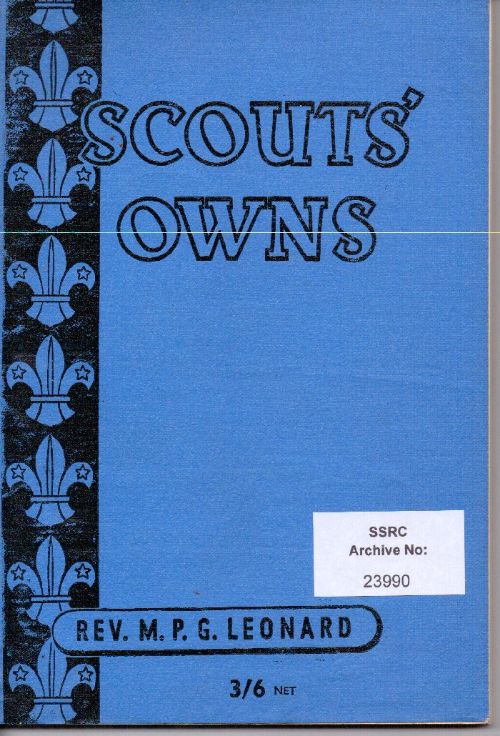 SCOUTS'
OWNS
SSRC
Archive No:
23990
REV. M. P. G. LEONARD
3/6 NET